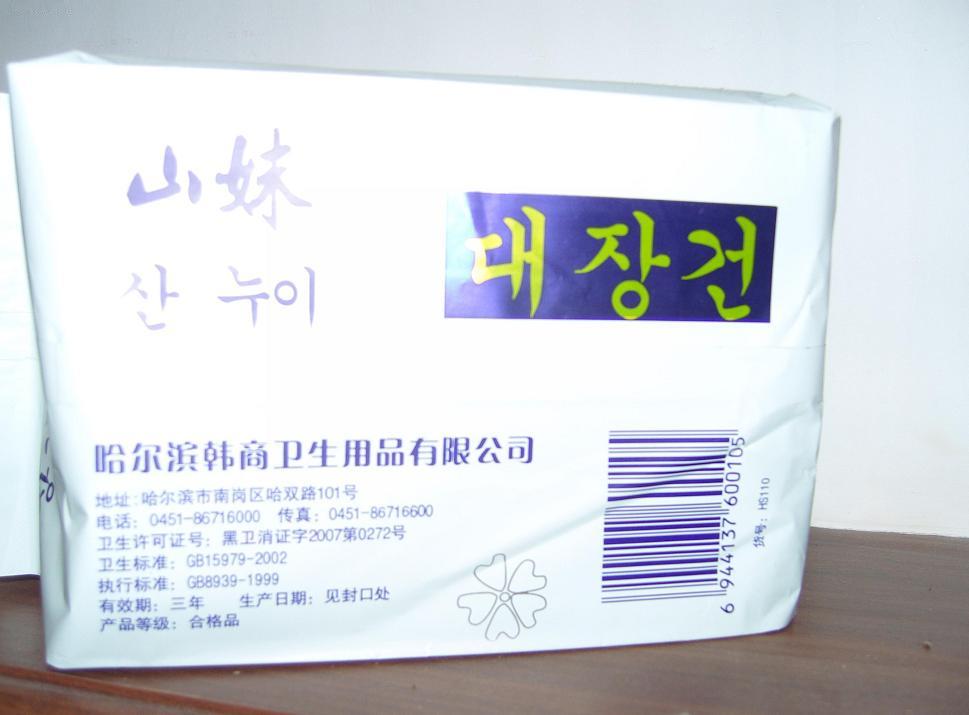 山妹
산 누이
대장건
哈尔滨韩商卫生用品有限公司
地址:哈尔滨市南岗区哈双路101号
电话: 0451-86716000 传真: 0451-86716600
卫生许可证号: 黑卫消证字2007第0272号
卫生标准: GB15979-2002
执行标准: GB8939-1999
有效期: 三年 生产日期: 见封口处
产品等级: 合格品
6 944137 600105
货号: HS110